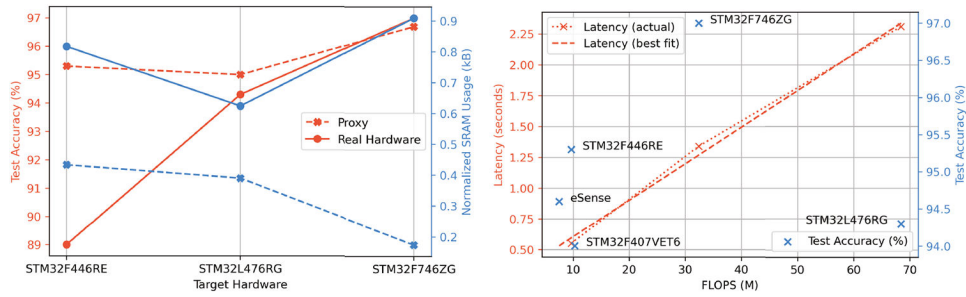 97
96
95
94
93
92
91
90
89
Test Accuracy (%)
0.9
0.8
0.7
0.6
0.5
0.4
0.3
0.2
Normalized SRAM Usage (kB)
Proxy
Real Hardware
STM32F446RE
STM32L476RG
STM32F746ZG
Target Hardware
2.25
2.00
1.75
1.50
1.25
1.00
0.75
0.50
Latency (seconds)
Latency (actual)
Latency (best fit)
STM32F746ZG
STM32F446RE
eSense
STM32L476RG
STM32F407VET6
Test Accuracy (%)
97.0
96.5
96.0
95.5
95.0
94.5
94.0
Test Accuracy (%)
10
20
30
40
50
60
70
FLOPS (M)